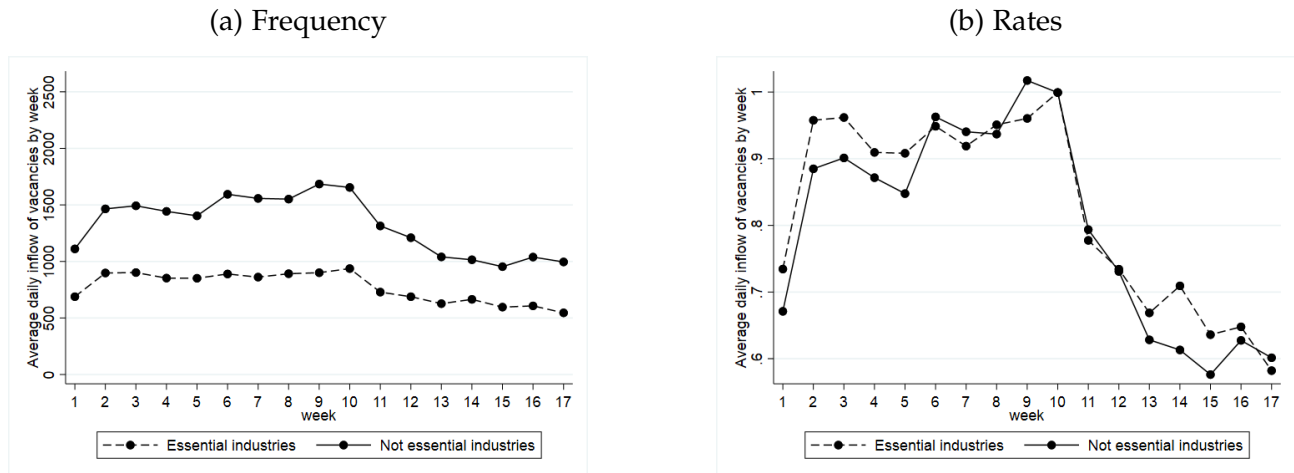 (a) Frequency
Average daily inflow of vacancies by week
2500
2000
1500
1000
500
0
1 2 3 4 5 6 7 8 9 10 11 12 13 14 15 16 17
week
Essential industries Not essential industries
(b) Rates
Average daily inflow of vacancies by week
1
.9
.8
.7
.6
1 2 3 4 5 6 7 8 9 10 11 12 13 14 15 16 17
week
Essential industries Not essential industries